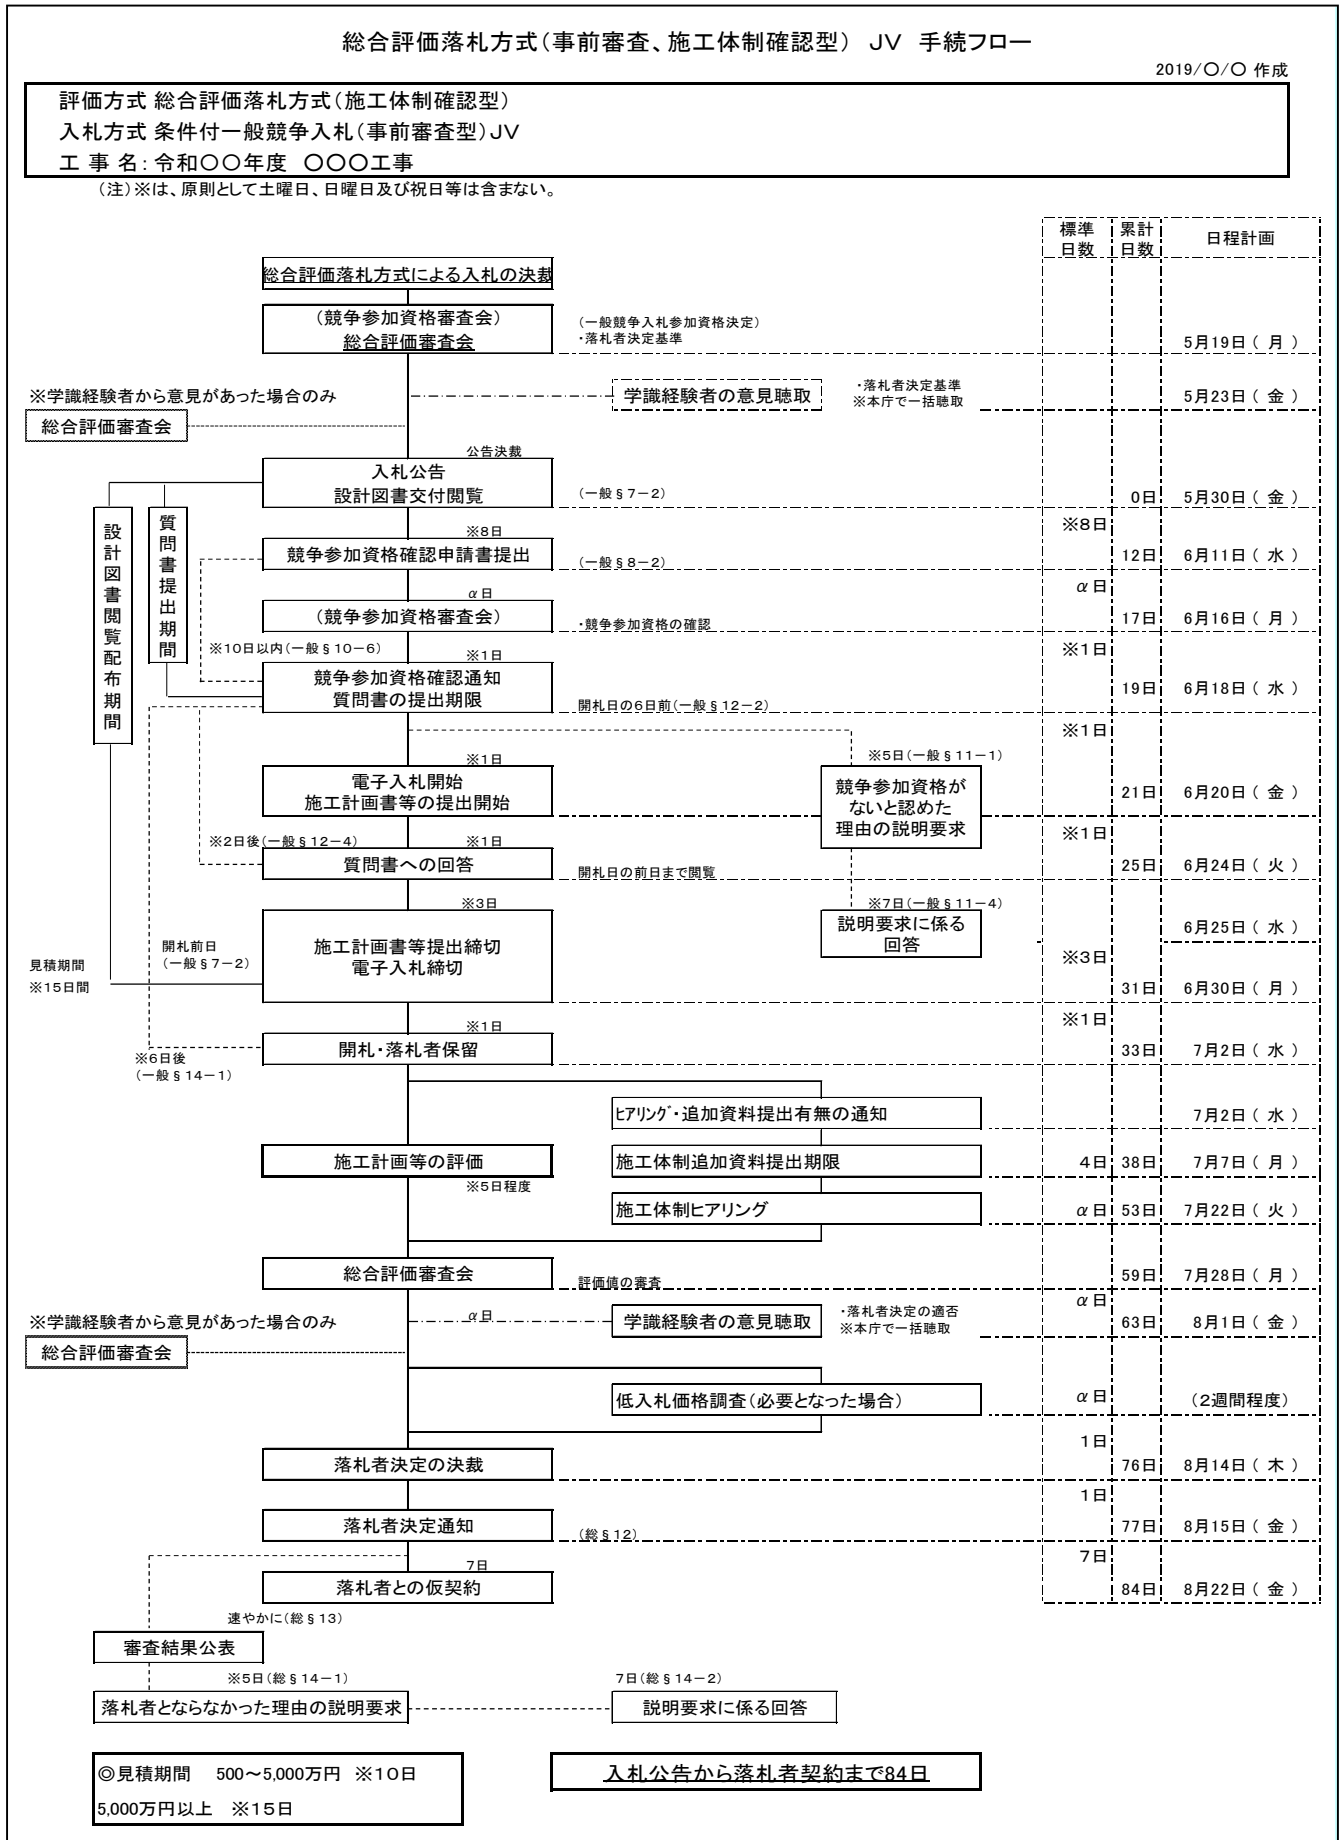 総合評価落札方式(事前審査、施工体制確認型) JV 手続フロー
2019/〇/〇 作成
評価方式 総合評価落札方式(施工体制確認型)
入札方式 条件付一般競争入札(事前審査型)JV
工 事 名:令和〇〇年度 〇〇〇工事
(注)※は、原則として土曜日、日曜日及び祝日等は含まない。
標準日数
累計日数
日程計画
総合評価落札方式による入札の決裁
(競争参加資格審査会)
総合評価審査会
(一般競争入札参加資格決定)
・落札者決定基準
5月19日( 月 )
※学識経験者から意見があった場合のみ
学識経験者の意見聴取
・落札者決定基準
※本庁で一括聴取
5月23日( 金 )
総合評価審査会
公告決裁
入札公告
設計図書交付閲覧
(一般§7-2)
0日
5月30日( 金 )
設計図書閲覧配布期間
質問書提出期間
※8日
※8日
競争参加資格確認申請書提出
(一般§8-2)
12日
6月11日( 水 )
α日
α日
(競争参加資格審査会)
・競争参加資格の確認
17日
6月16日( 月 )
※10日以内(一般§10-6)
※1日
※1日
競争参加資格確認通知
質問書の提出期限
開札日の6日前(一般§12-2)
19日
6月18日( 水 )
※1日
※1日
※5日(一般§11-1)
電子入札開始
施工計画書等の提出開始
競争参加資格が
ないと認めた
理由の説明要求
21日
6月20日( 金 )
※2日後(一般§12-4)
※1日
※1日
質問書への回答
開札日の前日まで閲覧
25日
6月24日( 火 )
※3日
※7日(一般§11-4)
説明要求に係る
回答
6月25日( 水 )
開札前日
(一般§7-2)
施工計画書等提出締切
電子入札締切
※3日
見積期間
※15日間
31日
6月30日( 月 )
※1日
※1日
開札・落札者保留
33日
7月2日( 水 )
※6日後
(一般§14-1)
ヒアリング・追加資料提出有無の通知
7月2日( 水 )
施工計画等の評価
※5日程度
施工体制追加資料提出期限
4日
38日
7月7日( 月 )
施工体制ヒアリング
α日
53日
7月22日( 火 )
総合評価審査会
評価値の審査
59日
7月28日( 月 )
α日
※学識経験者から意見があった場合のみ
α日
学識経験者の意見聴取
・落札者決定の適否
※本庁で一括聴取
63日
8月1日( 金 )
総合評価審査会
低入札価格調査(必要となった場合)
α日
(2週間程度)
1日
落札者決定の決裁
76日
8月14日( 木 )
1日
落札者決定通知
(総§12)
77日
8月15日( 金 )
7日
7日
落札者との仮契約
84日
8月22日( 金 )
速やかに(総§13)
審査結果公表
※5日(総§14-1)
7日(総§14-2)
落札者とならなかった理由の説明要求
説明要求に係る回答
◎見積期間 500~5,000万円 ※10日
5,000万円以上 ※15日
入札公告から落札者契約まで84日